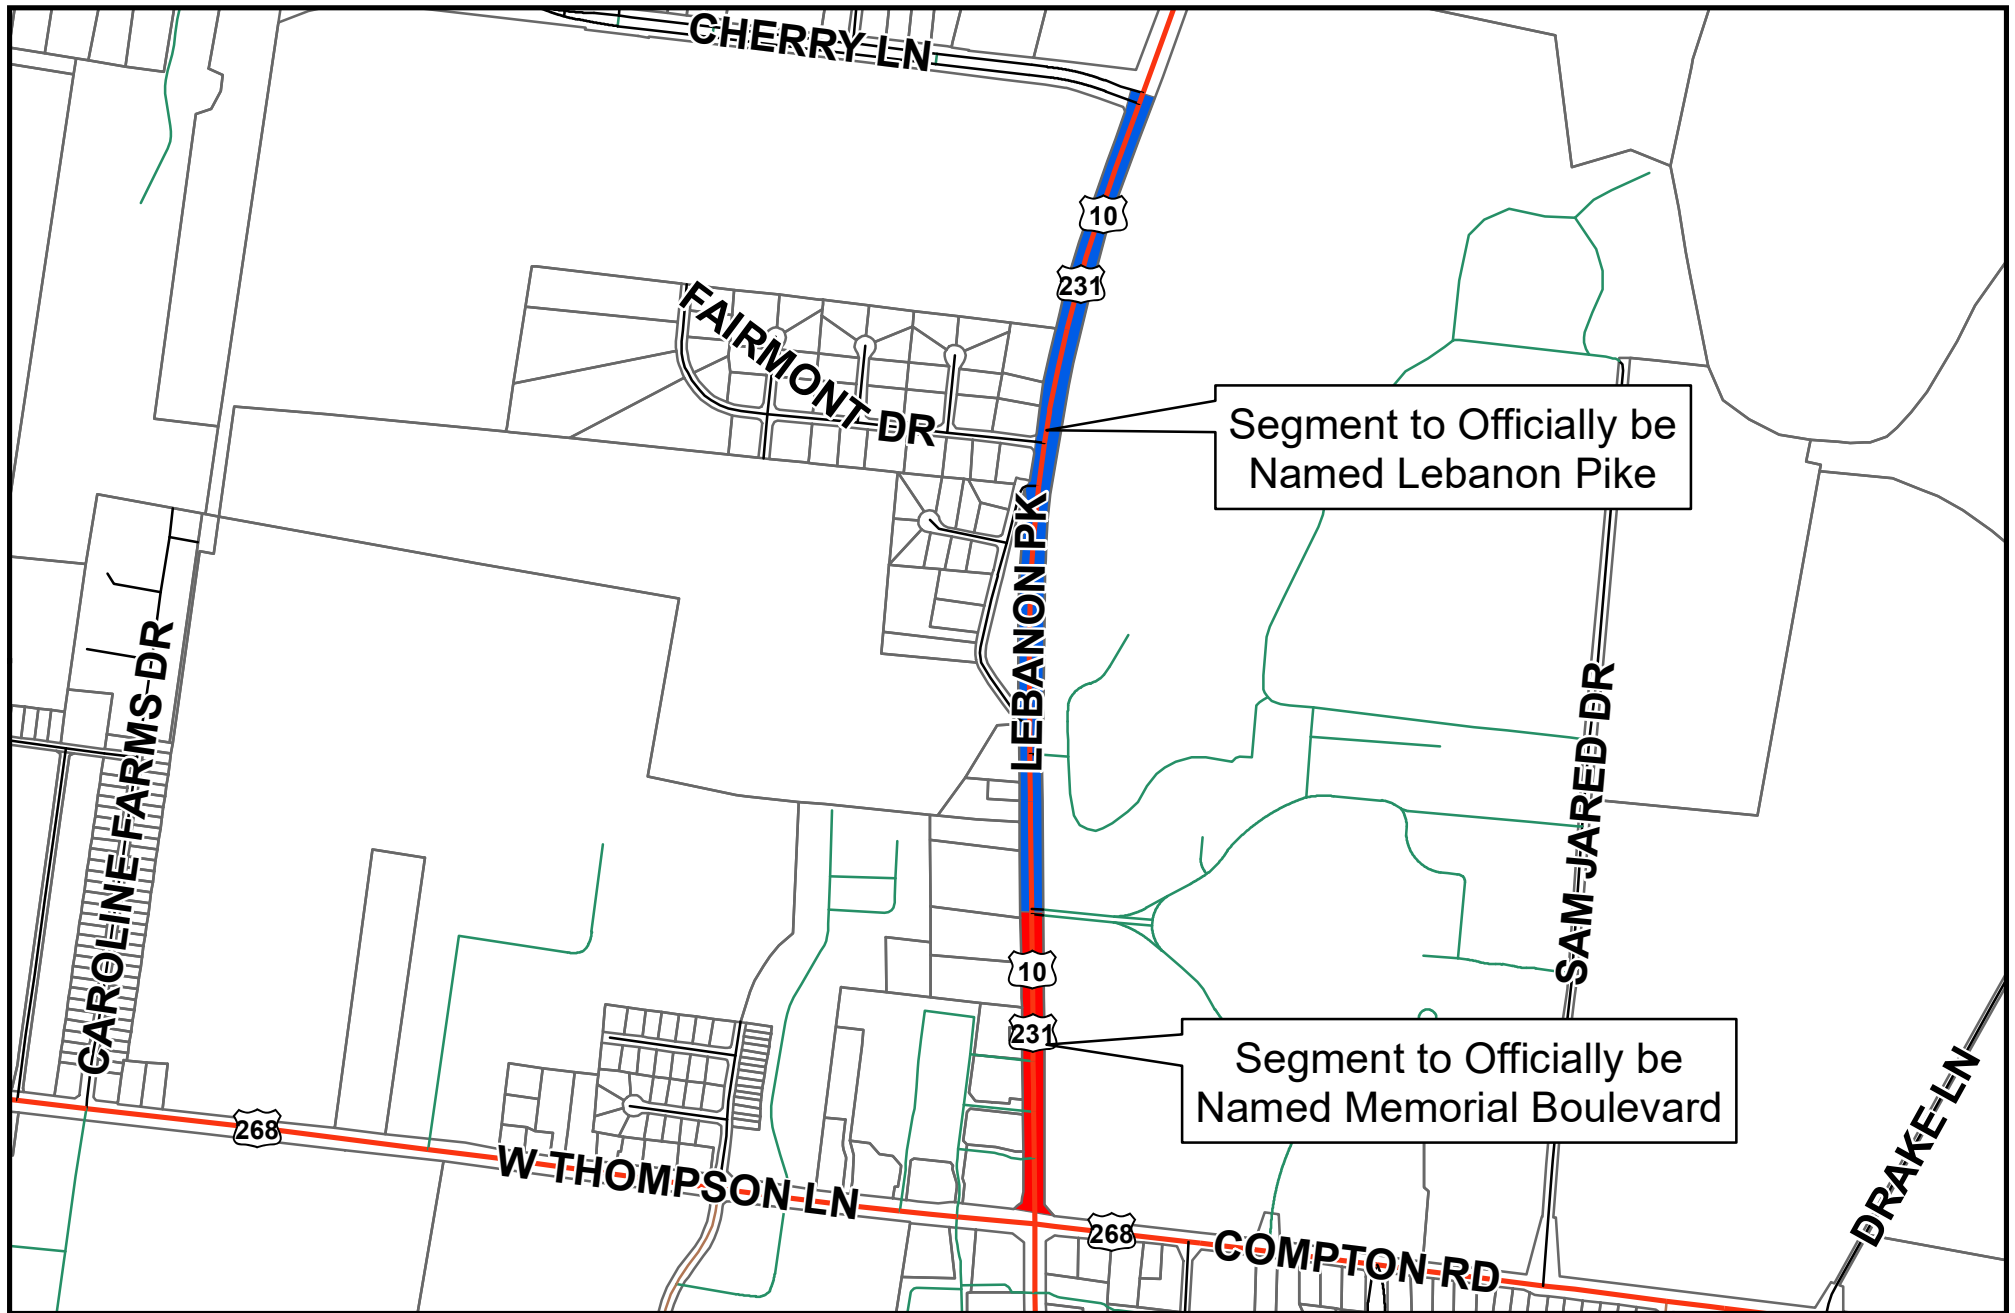 CHERRY LN
10
231
FAIRMONT DR
Segment to Officially be
Named Lebanon Pike
LEBANON PK
CAROLINE FARMS DR
SAM JARED DR
10
231
Segment to Officially be
Named Memorial Boulevard
DRAKE LN
268
W THOMPSON LN
268
COMPTON RD